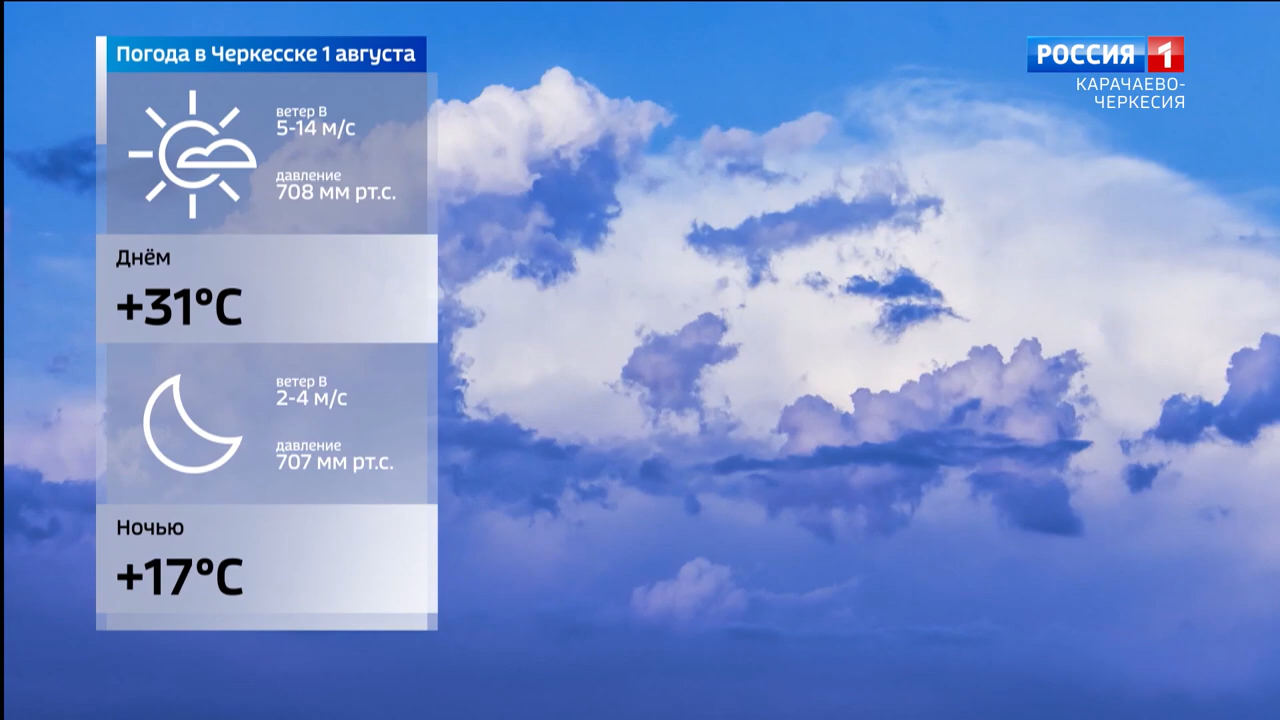 Погода в Черкесске 1 августа
ветер В
5-14 м/с
давление
708 мм рт.с.
Днём
+31°C
ветер В
2-4 м/с
давление
707 мм рт.с.
Ночью
+17°C
РОССИЯ 1
КАРАЧАЕВО-
ЧЕРКЕСИЯ